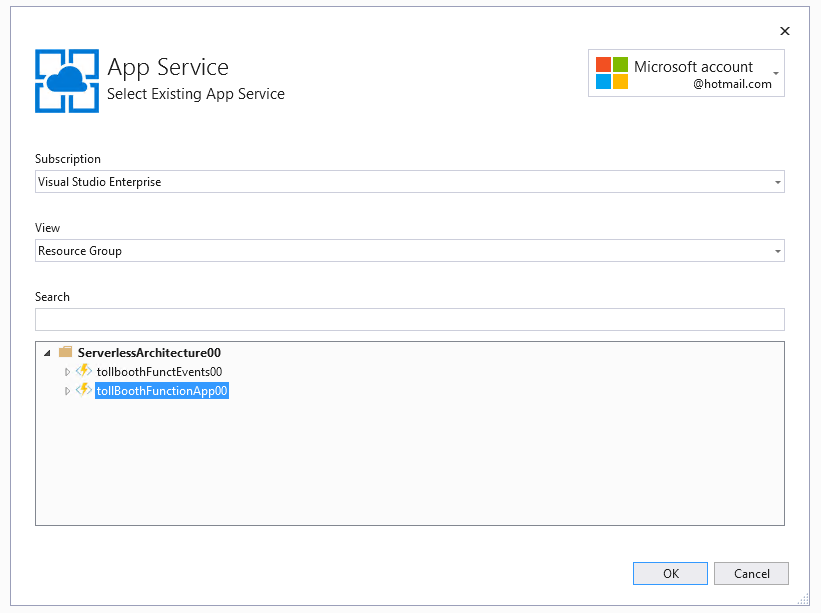 App Service
Select Existing App Service
Microsoft account
@hotmail.com
Subscription
Visual Studio Enterprise
View
Resource Group
Search
ServerlessArchitecture00
tollboothFunctEvents00
tollBoothFunctionApp00
OK
Cancel